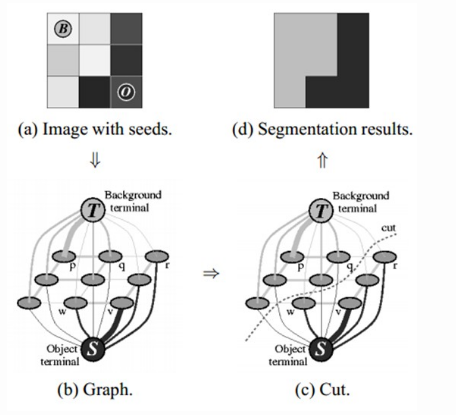 B
O
(a) Image with seeds.
(d) Segmentation results.
Background
terminal
T
p
q
r
w
v
Object
terminal
S
(b) Graph.
Background
terminal
T
cut
p
q
r
w
v
Object
terminal
S
(c) Cut.